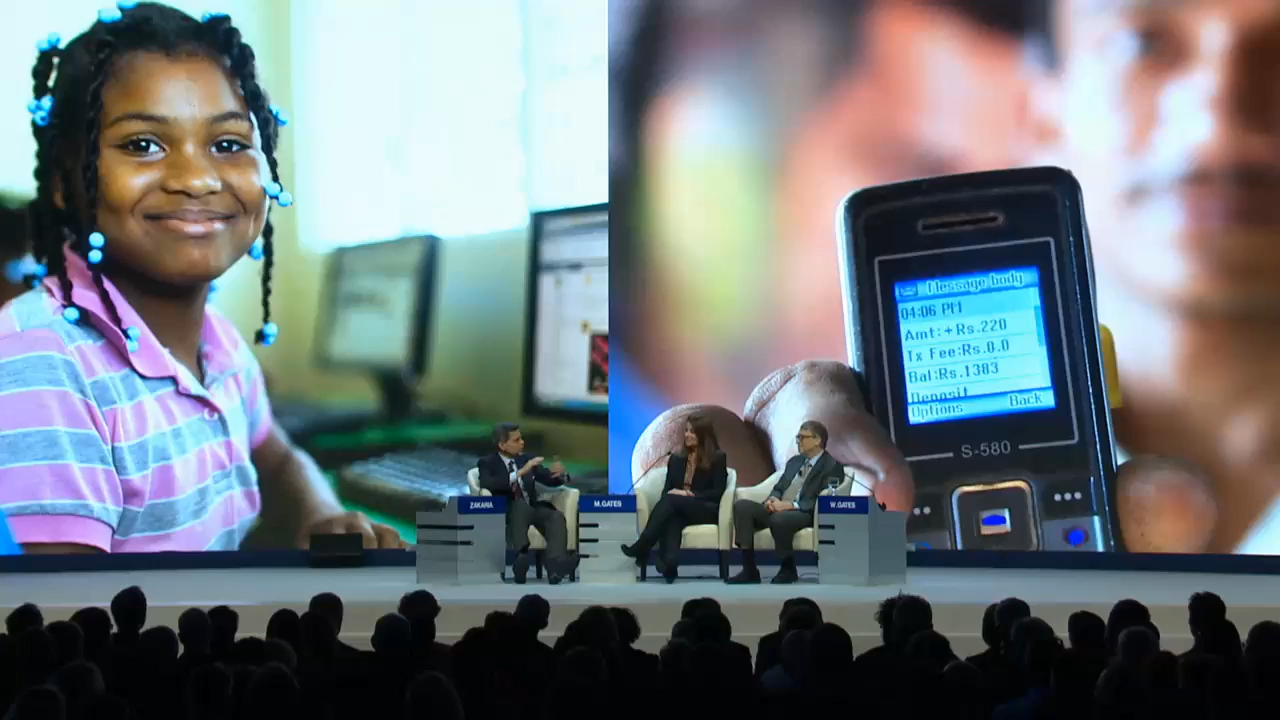 Message body
04:06 PM
Amt:+Rs.220
Tx Fee:Rs.0.0
Bal:Rs.1383
Deposit
Options Back
S-580
ZAKARIA
M.GATES
W.GATES